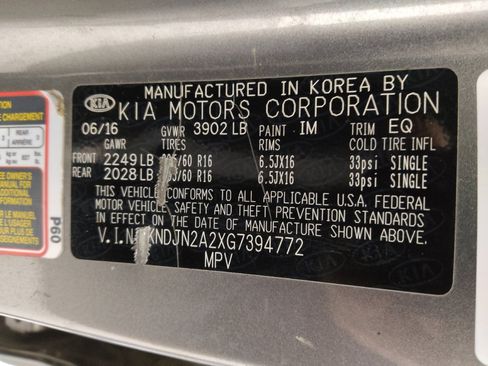 MANUFACTURED IN KOREA BY
KIA KIA MOTORS CORPORATION
06/16 GVWR 3902 LB PAINT IM TRIM EQ
GAWR TIRES RIMS COLD TIRE INFL
FRONT 2249 LB /60 R16 6.5JX16 33psi SINGLE
REAR 2028 LB /60 R16 6.5JX16 33psi SINGLE
THIS VEHICLE CONFORMS TO ALL APPLICABLE U.S.A. FEDERAL
MOTOR VEHICLE SAFETY AND THEFT PREVENTION STANDARDS
IN EFFECT ON THE DATE OF MANUFACTURE SHOWN ABOVE.
V.I.N: KNDJN2A2XG7394772
MPV
P60